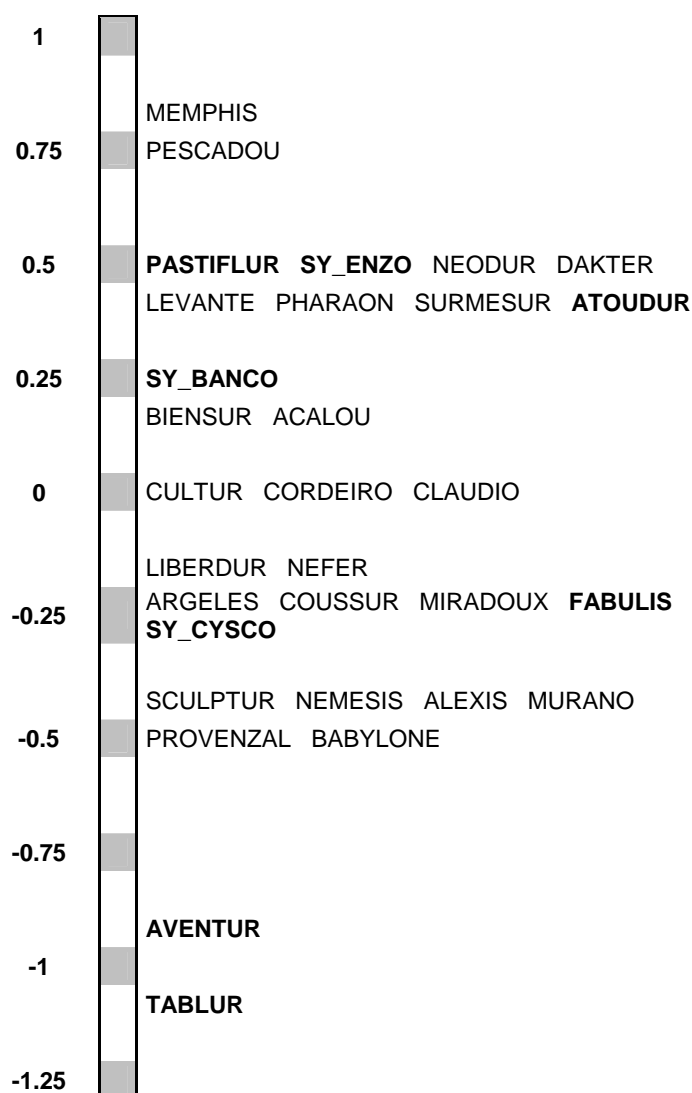 1
MEMPHIS
0.75 PESCADOU
0.5 PASTIFLUR SY_ENZO NEODUR DAKTER
LEVANTE PHARAON SURMESUR ATOUDUR
0.25 SY_BANCO
BIENSUR ACALOU
0 CULTUR CORDEIRO CLAUDIO
LIBERDUR NEFER
-0.25 ARGELES COUSSUR MIRADOUX FABULIS
SY_CYSCO
SCULPTUR NEMESIS ALEXIS MURANO
-0.5 PROVENZAL BABYLONE
-0.75
AVENTUR
-1
TABLUR
-1.25